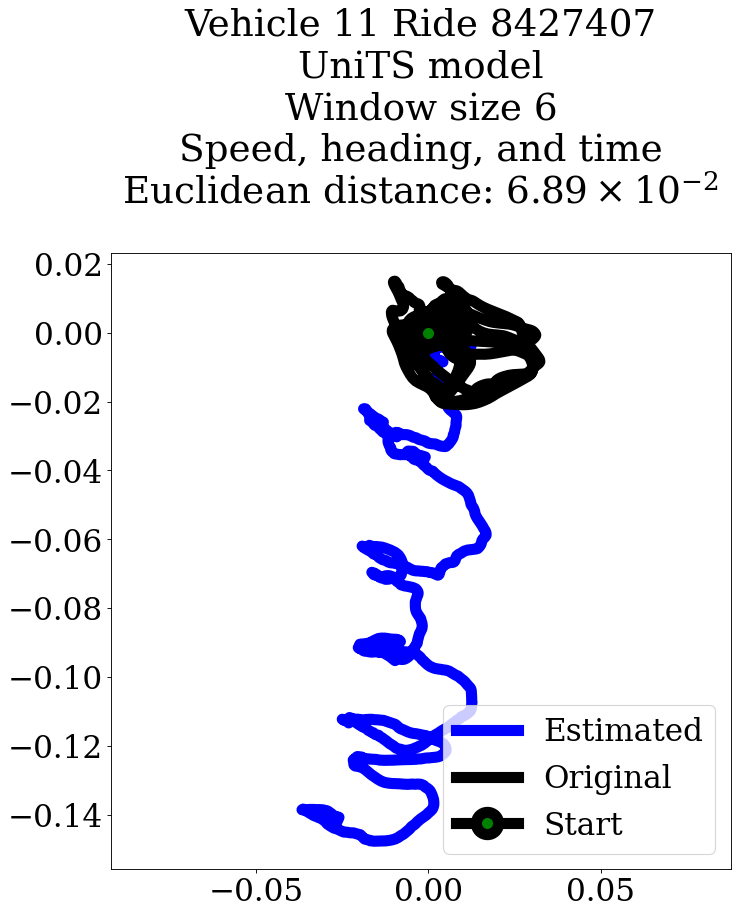 Vehicle 11 Ride 8427407
UniTS model
Window size 6
Speed, heading, and time
Euclidean distance: 6.89 × 10⁻²
0.02
0.00
−0.02
−0.04
−0.06
−0.08
−0.10
−0.12
−0.14
Estimated
Original
Start
−0.05 0.00 0.05